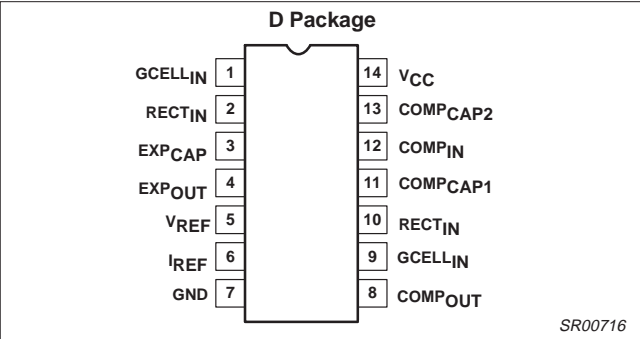 D Package
GCELLIN 1 14 VCC
RECTIN 2 13 COMPCAP2
EXPCAP 3 12 COMPIN
EXPOUT 4 11 COMPCAP1
VREF 5 10 RECTIN
IREF 6 9 GCELLIN
GND 7 8 COMPOUT
SR00716